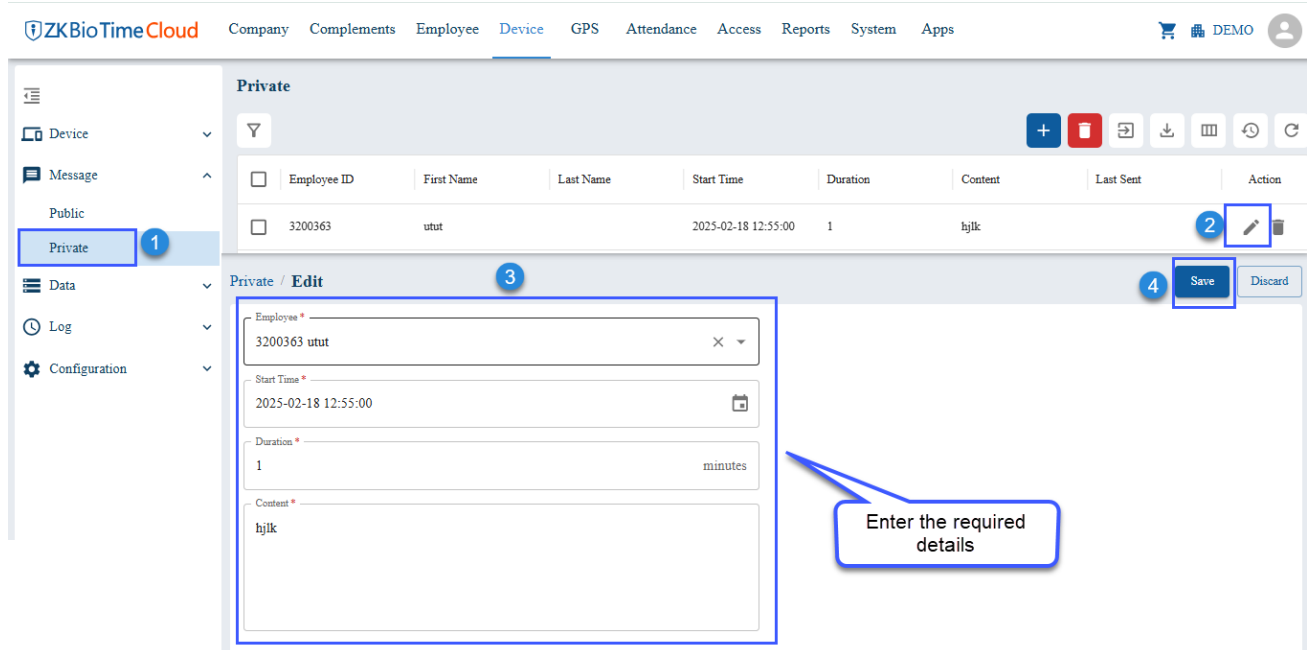 ZKBioTime Cloud Company Complements Employee Device GPS Attendance Access Reports System Apps DEMO
Private
Device
Message
Public
Private 1
Data
Log
Configuration
Employee ID First Name Last Name Start Time Duration Content Last Sent Action
3200363 utut 2025-02-18 12:55:00 1 hjlk 2
Private / Edit 3 4 Save Discard
Employee *
3200363 utut
Start Time *
2025-02-18 12:55:00
Duration *
1 minutes
Content *
hjlk
Enter the required
details